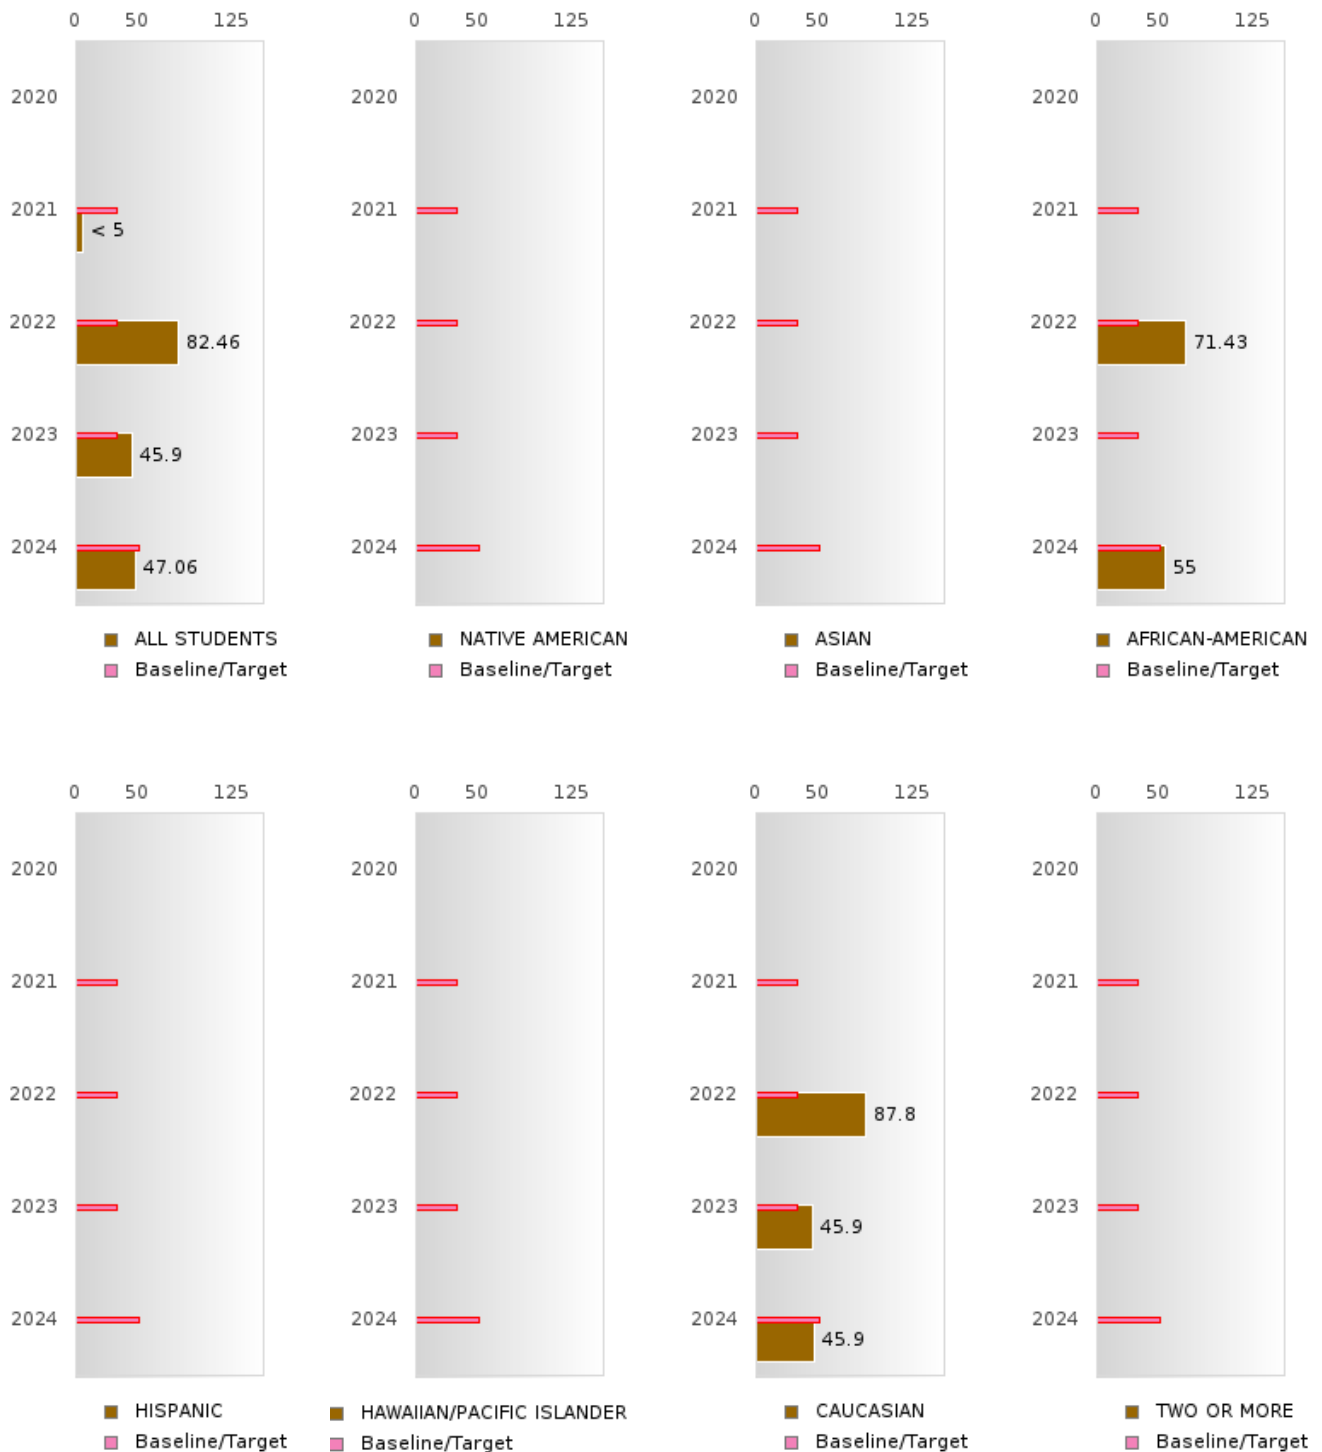 0 50 125 0 50 125 0 50 125 0 50 125
2020 2020 2020 2020
2021 2021 2021 2021
< 5
2022 2022 2022 2022
82.46 71.43
2023 2023 2023 2023
45.9
2024 2024 2024 2024
47.06 55
ALL STUDENTS NATIVE AMERICAN ASIAN AFRICAN-AMERICAN
Baseline/Target Baseline/Target Baseline/Target Baseline/Target
0 50 125 0 50 125 0 50 125 0 50 125
2020 2020 2020 2020
2021 2021 2021 2021
2022 2022 2022 2022
87.8
2023 2023 2023 2023
45.9
2024 2024 2024 2024
45.9
HISPANIC HAWAIIAN/PACIFIC ISLANDER CAUCASIAN TWO OR MORE
Baseline/Target Baseline/Target Baseline/Target Baseline/Target